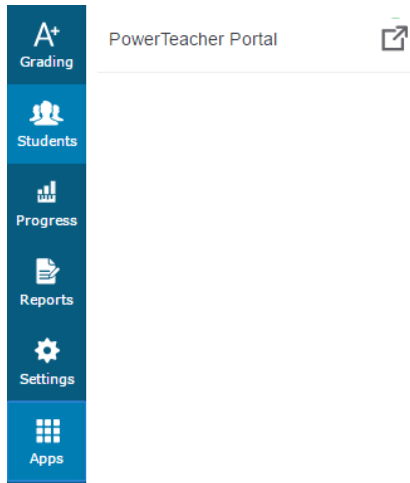 A+
Grading
PowerTeacher Portal
Students
Progress
Reports
Settings
Apps